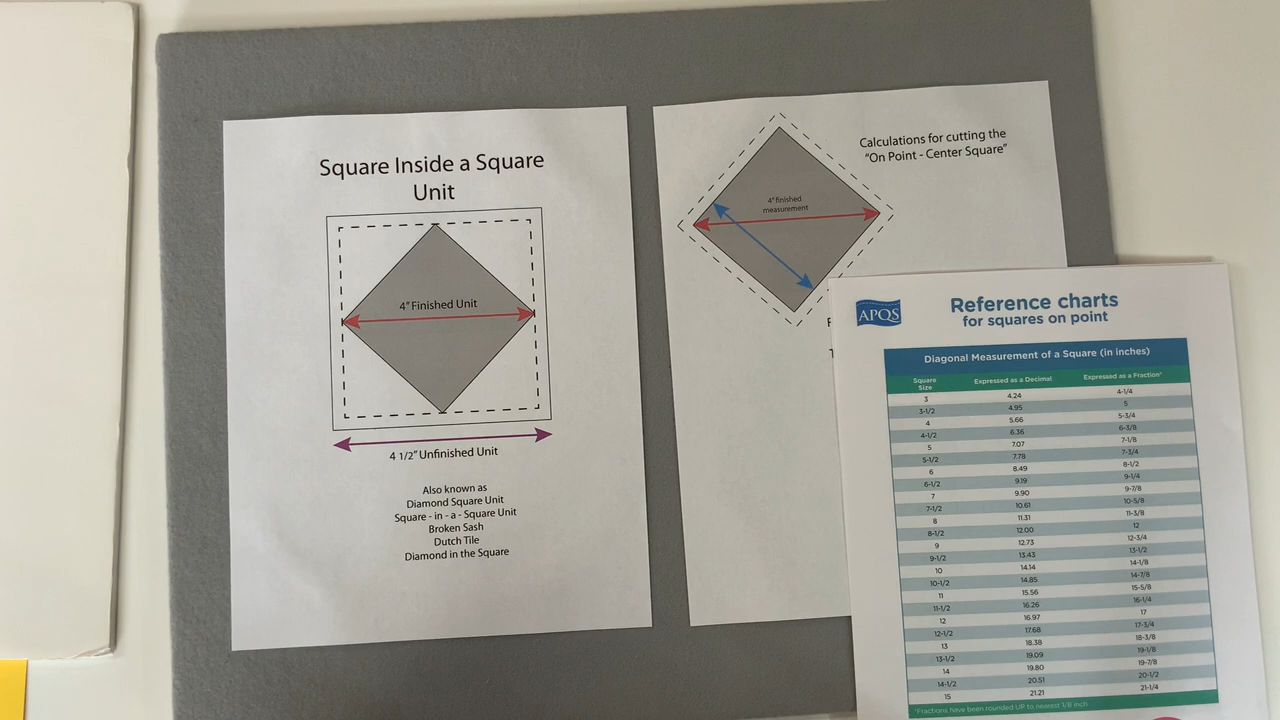 Square Inside a Square
Unit
4" Finished Unit
4 1/2" Unfinished Unit
Also known as
Diamond Square Unit
Square - in - a - Square Unit
Broken Sash
Dutch Tile
Diamond in the Square
Calculations for cutting the
"On Point - Center Square"
4" finished
measurement
APQS
Reference charts
for squares on point
Diagonal Measurement of a Square (in inches)
Square
Size
Expressed as a Decimal
Expressed as a Fraction*
3 4.24 4-1/4
3-1/2 4.95 5
4 5.66 5-3/4
4-1/2 6.36 6-3/8
5 7.07 7-1/8
5-1/2 7.78 7-3/4
6 8.49 8-1/2
6-1/2 9.19 9-1/4
7 9.90 9-7/8
7-1/2 10.61 10-5/8
8 11.31 11-3/8
8-1/2 12.00 12
9 12.73 12-3/4
9-1/2 13.43 13-1/2
10 14.14 14-1/8
10-1/2 14.85 14-7/8
11 15.56 15-5/8
11-1/2 16.26 16-1/4
12 16.97 17
12-1/2 17.68 17-3/4
13 18.38 18-3/8
13-1/2 19.09 19-1/8
14 19.80 19-7/8
14-1/2 20.51 20-1/2
15 21.21 21-1/4
*Fractions have been rounded UP to nearest 1/8 inch